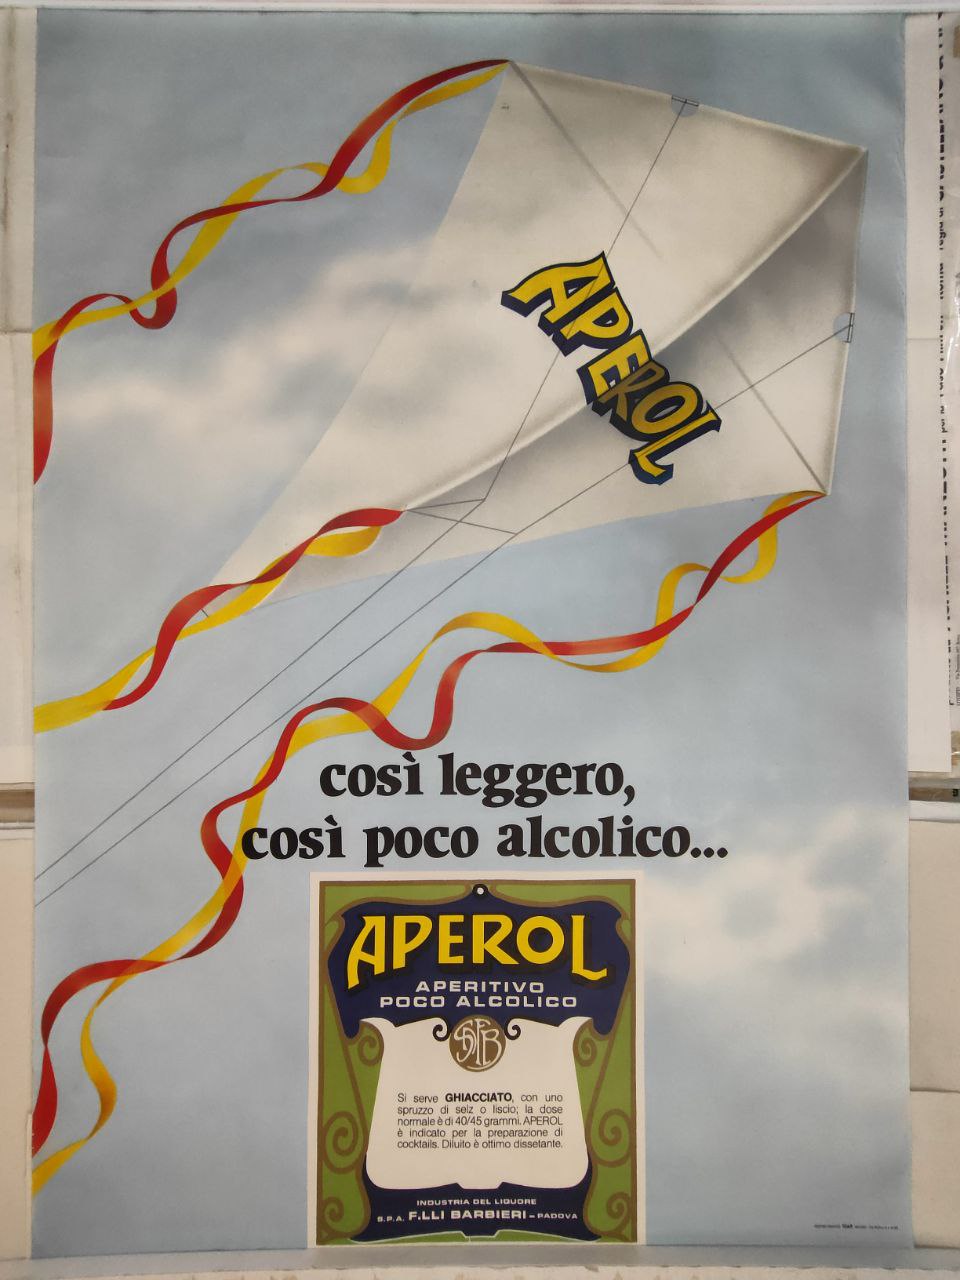 APEROL
così leggero,
così poco alcolico...
APEROL
APERITIVO
POCO ALCOLICO
Si serve GHIACCIATO, con uno
spruzzo di selz o liscio; la dose
normale è di 40/45 grammi. APEROL
è indicato per la preparazione di
cocktails. Diluito è ottimo dissetante.
INDUSTRIA DEL LIQUORE
S.P.A. F.LLI BARBIERI - PADOVA